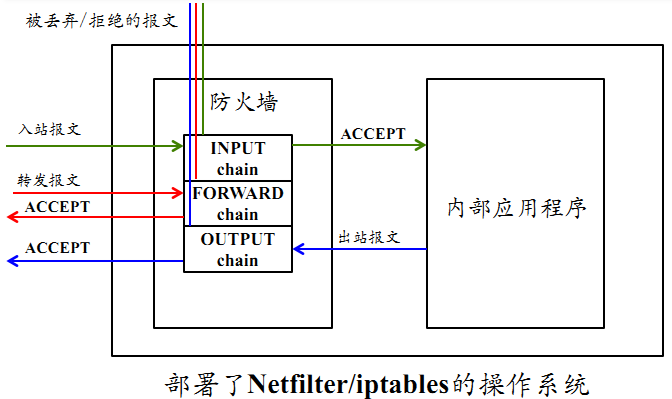 被丢弃/拒绝的报文
防火墙
入站报文
INPUT
chain
ACCEPT
转发报文
FORWARD
chain
ACCEPT
内部应用程序
OUTPUT
chain
出站报文
ACCEPT
部署了Netfilter/iptables的操作系统